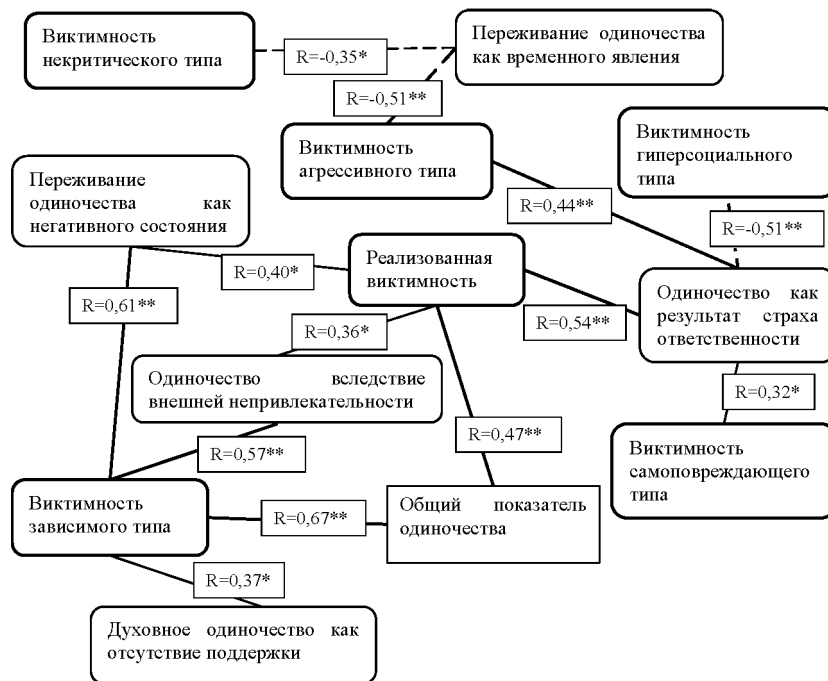 Виктимность
некритического типа
R=-0,35*
Переживание одиночества
как временного явления
R=-0,51**
Виктимность
агрессивного типа
Виктимность
гиперсоциального
типа
Переживание
одиночества как
негативного состояния
R=0,44**
R=-0,51**
R=0,40*
Реализованная
виктимность
R=0,61**
R=0,54**
Одиночество как
результат страха
ответственности
R=0,36*
Одиночество вследствие
внешней непривлекательности
R=0,32*
R=0,57**
R=0,47**
Виктимность
самоповреждающего
типа
Виктимность
зависимого типа
R=0,67**
Общий показатель
одиночества
R=0,37*
Духовное одиночество как
отсутствие поддержки